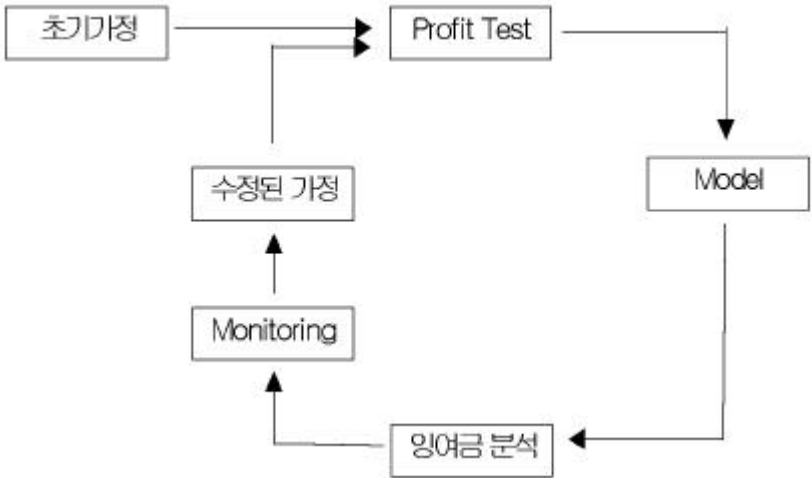 초기가정
Profit Test
수정된 가정
Model
Monitoring
잉여금 분석